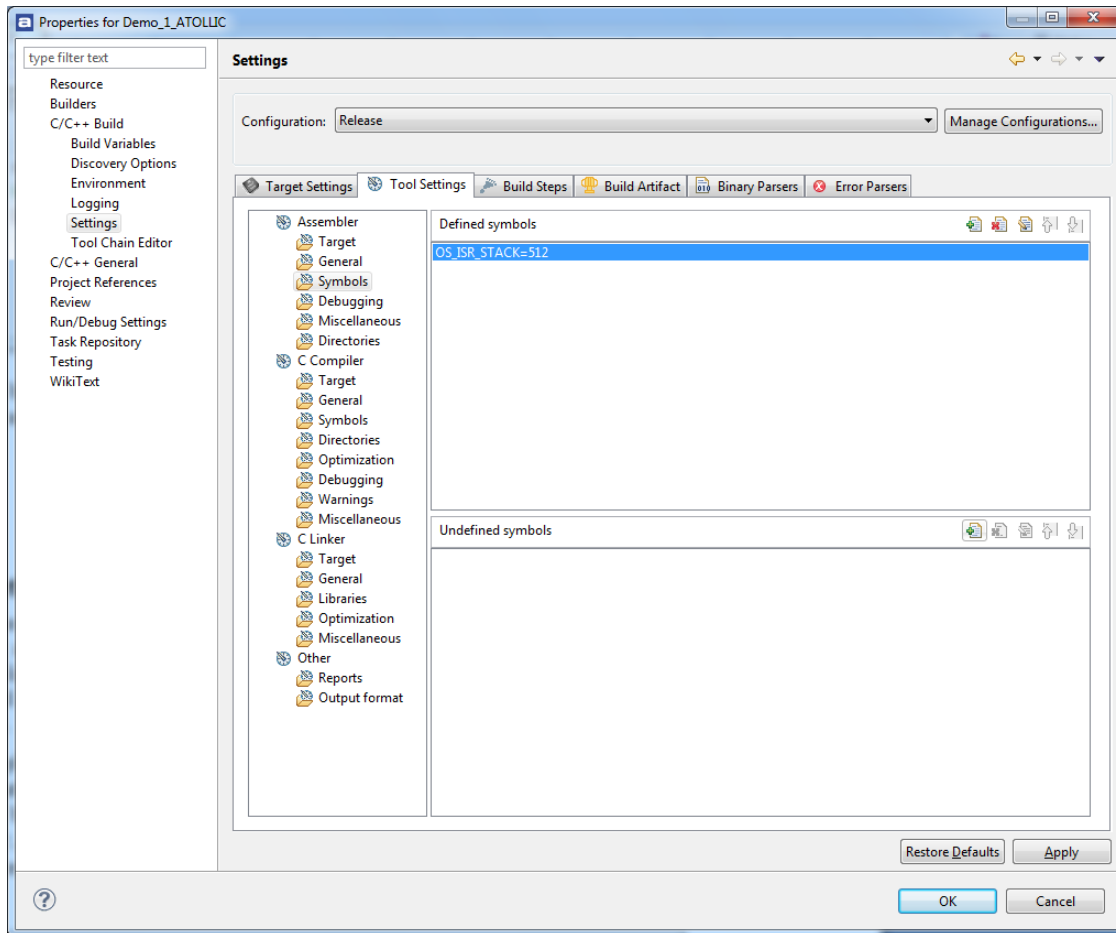 Properties for Demo_1_ATOLLIC
type filter text
Resource
Builders
C/C++ Build
Build Variables
Discovery Options
Environment
Logging
Settings
Tool Chain Editor
C/C++ General
Project References
Review
Run/Debug Settings
Task Repository
Testing
WikiText
Settings
Configuration: Release
Manage Configurations...
Target Settings
Tool Settings
Build Steps
Build Artifact
Binary Parsers
Error Parsers
Assembler
Target
General
Symbols
Debugging
Miscellaneous
Directories
C Compiler
Target
General
Symbols
Directories
Optimization
Debugging
Warnings
Miscellaneous
C Linker
Target
General
Libraries
Optimization
Miscellaneous
Other
Reports
Output format
Defined symbols
OS_ISR_STACK=512
Undefined symbols
Restore Defaults
Apply
OK
Cancel